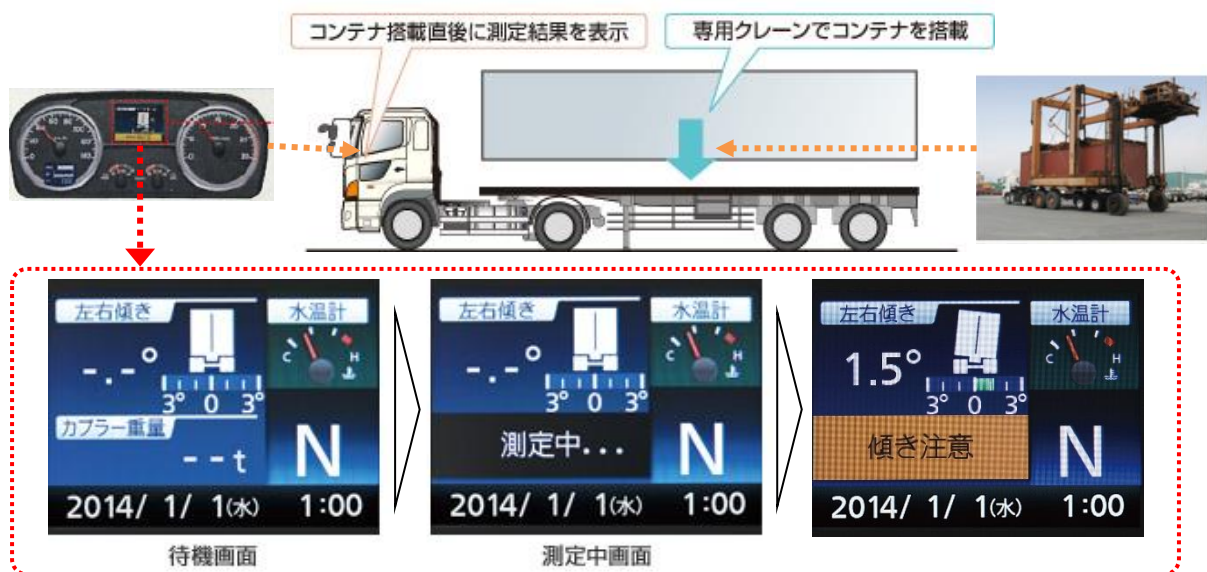 コンテナ搭載直後に測定結果を表示
専用クレーンでコンテナを搭載
左右傾き
水温計
-.-°
C
H
3° 0 3°
カプラー重量
--t
N
2014/ 1/ 1(水) 1:00
待機画面
左右傾き
水温計
-.-°
C
H
3° 0 3°
測定中...
N
2014/ 1/ 1(水) 1:00
測定中画面
左右傾き
水温計
1.5°
C
H
3° 0 3°
傾き注意
N
2014/ 1/ 1(水) 1:00